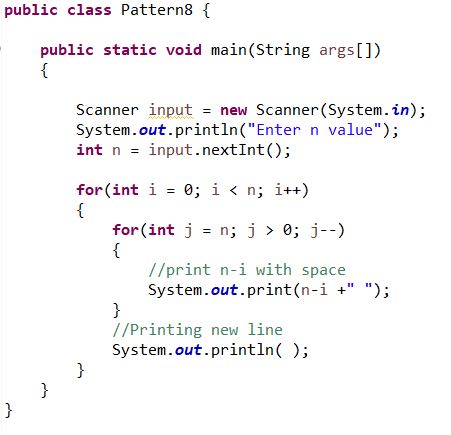 public class Pattern8 {
public static void main(String args[])
{
Scanner input = new Scanner(System.in);
System.out.println("Enter n value");
int n = input.nextInt();
for(int i = 0; i < n; i++)
{
for(int j = n; j > 0; j--)
{
//print n-i with space
System.out.print(n-i +" ");
}
//Printing new line
System.out.println( );
}
}
}